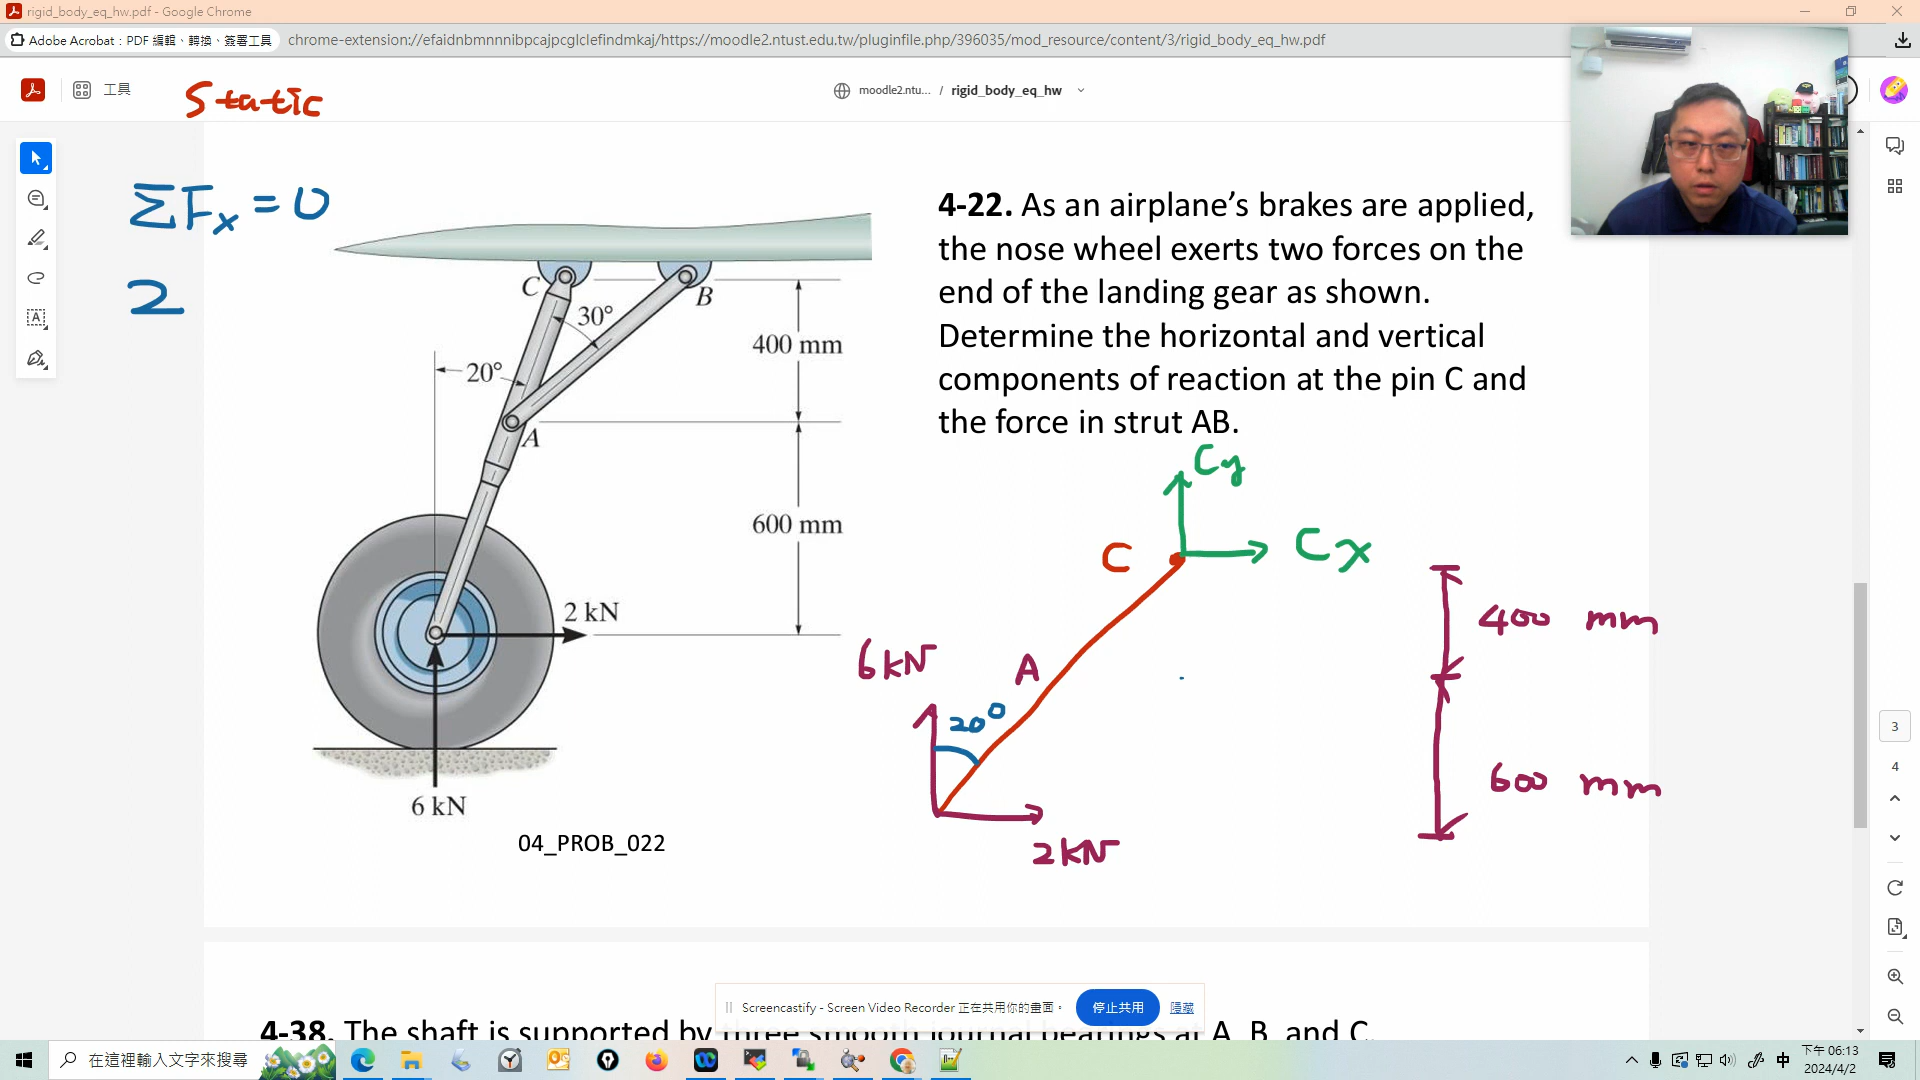 rigid_body_eq_hw.pdf - Google Chrome
Adobe Acrobat：PDF 編輯、轉換、簽署工具
chrome-extension://efaidnbmnnnibpcajpcglclefindmkaj/https://moodle2.ntust.edu.tw/pluginfile.php/396035/mod_resource/content/3/rigid_body_eq_hw.pdf
工具
Static
moodle2.ntu... / rigid_body_eq_hw
ΣFx = 0
2
4-22. As an airplane’s brakes are applied,
the nose wheel exerts two forces on the
end of the landing gear as shown.
Determine the horizontal and vertical
components of reaction at the pin C and
the force in strut AB.
C
B
30°
400 mm
20°
A
600 mm
2 kN
6 kN
04_PROB_022
Cy
C
Cx
400 mm
6kN
A
20°
600 mm
2kN
3
4
4-38. The shaft is supported by three smooth journal bearings at A, B, and C.
Screencastify - Screen Video Recorder 正在共用你的畫面。
停止共用
隱藏
在這裡輸入文字來搜尋
中
下午 06:13
2024/4/2